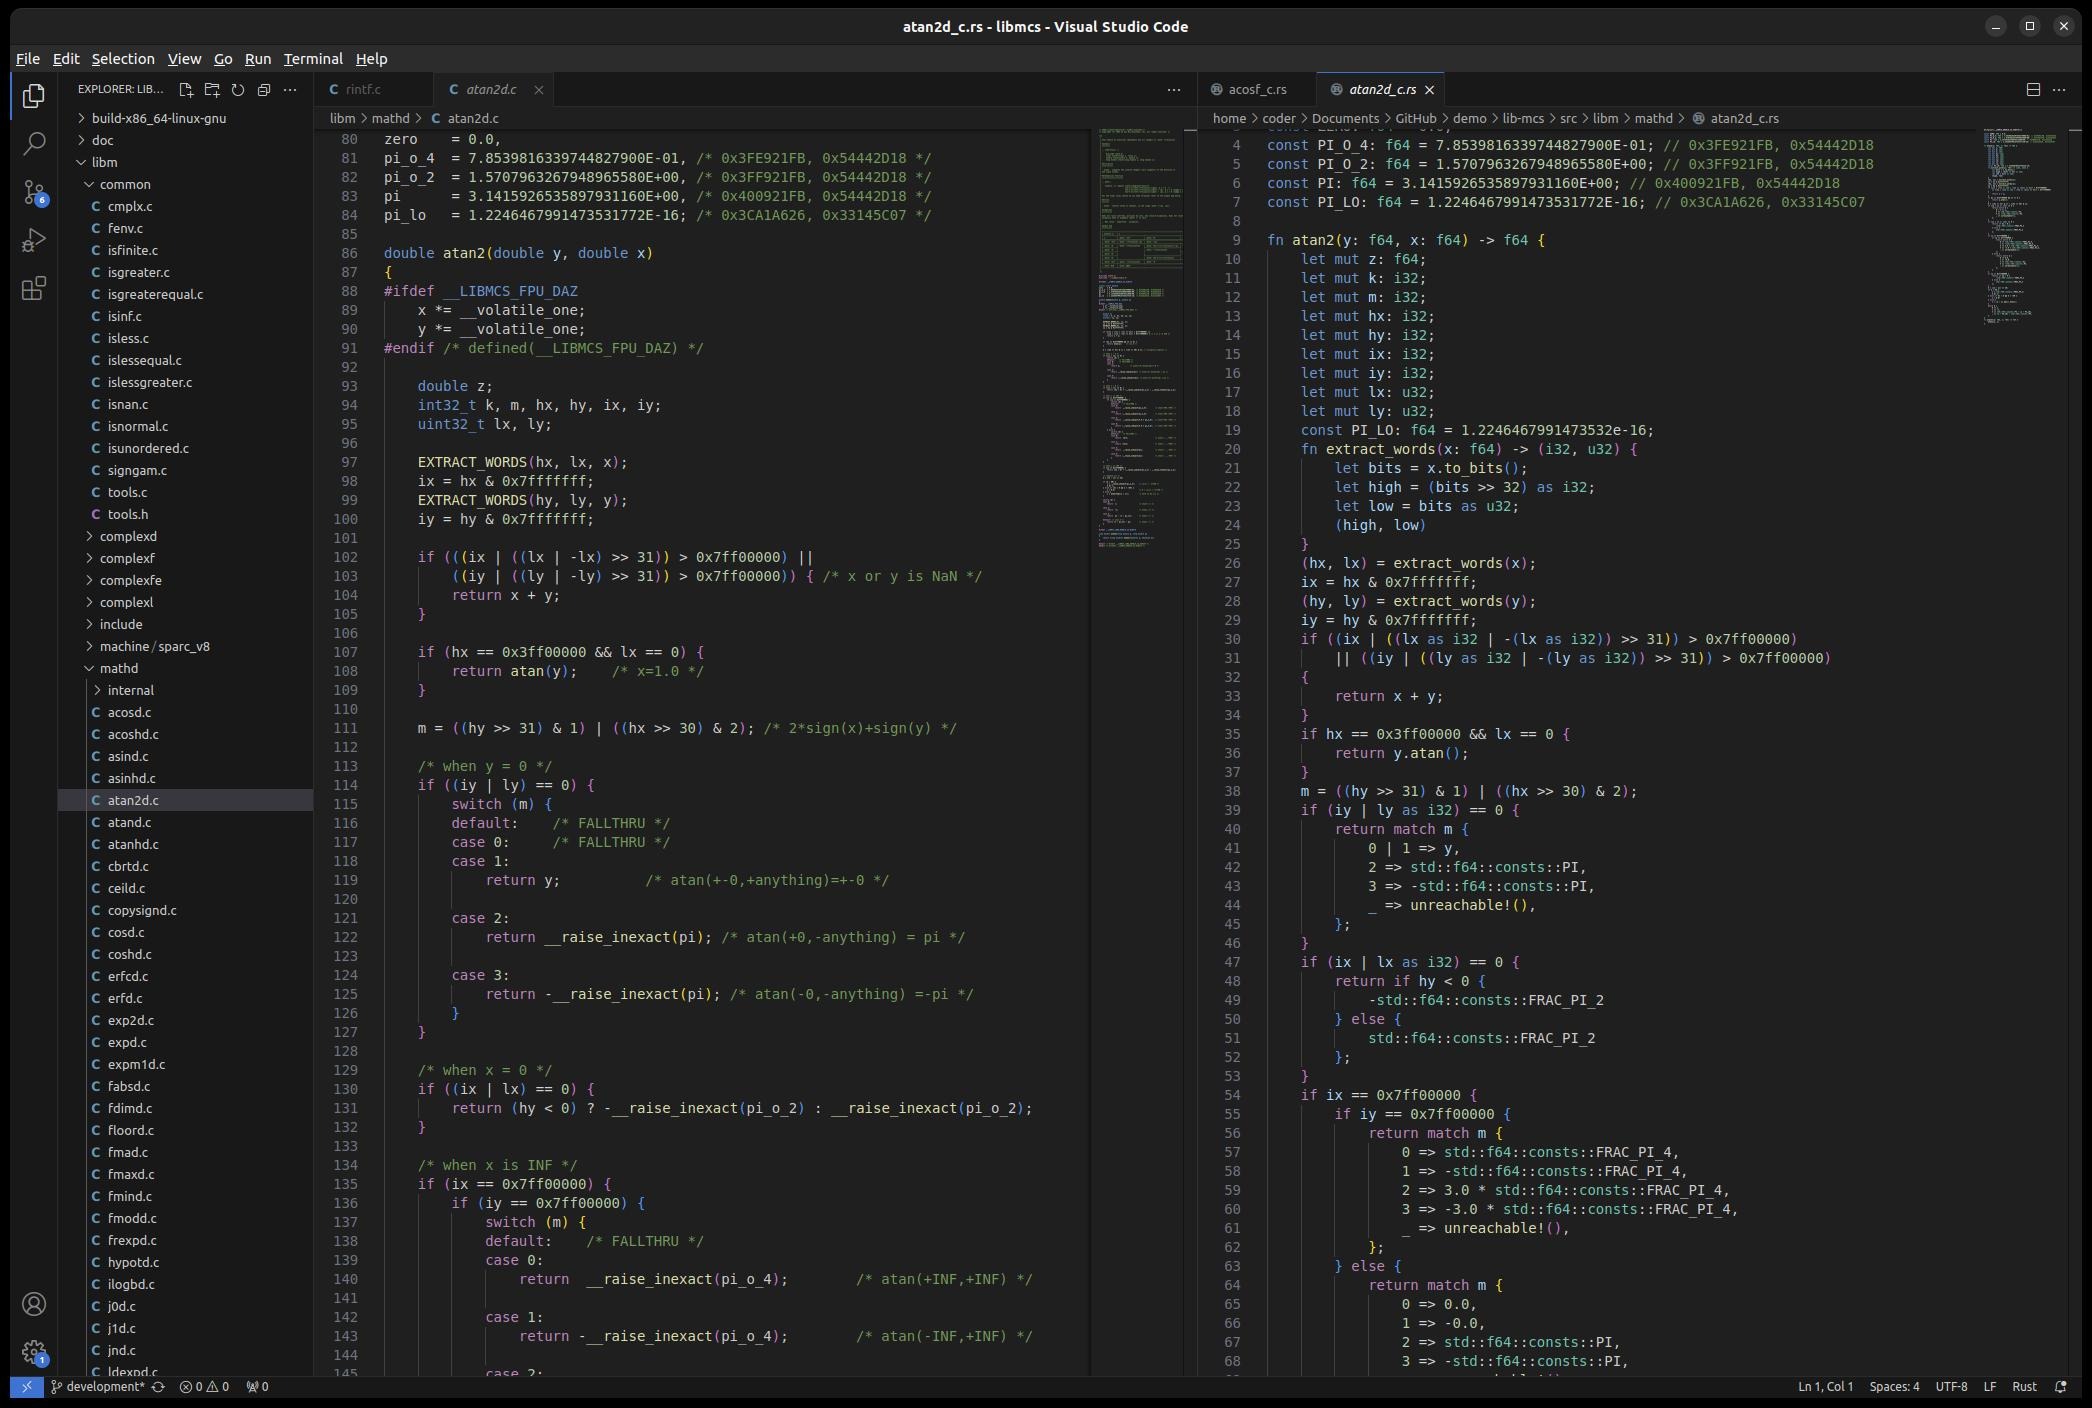 atan2d_c.rs - libmcs - Visual Studio Code
File Edit Selection View Go Run Terminal Help
EXPLORER: LIB...
build-x86_64-linux-gnu
doc
libm
common
cmplx.c
fenv.c
isfinite.c
isgreater.c
isgreaterequal.c
isinf.c
isless.c
islessequal.c
islessgreater.c
isnan.c
isnormal.c
isunordered.c
signgam.c
tools.c
tools.h
complexd
complexf
complexfe
complexl
include
machine / sparc_v8
mathd
internal
acosd.c
acoshd.c
asind.c
asinhd.c
atan2d.c
atand.c
atanhd.c
cbrtd.c
ceild.c
copysignd.c
cosd.c
coshd.c
erfcd.c
erfd.c
exp2d.c
expd.c
expm1d.c
fabsd.c
fdimd.c
floord.c
fmad.c
fmaxd.c
fmind.c
fmodd.c
frexpd.c
hypotd.c
ilogbd.c
j0d.c
j1d.c
jnd.c
ldexpd.c
6
1
C rintf.c
C atan2d.c
libm > mathd > C atan2d.c
80 zero    = 0.0,
81 pi_o_4  = 7.8539816339744827900E-01, /* 0x3FE921FB, 0x54442D18 */
82 pi_o_2  = 1.5707963267948965580E+00, /* 0x3FF921FB, 0x54442D18 */
83 pi      = 3.1415926535897931160E+00, /* 0x400921FB, 0x54442D18 */
84 pi_lo   = 1.2246467991473531772E-16; /* 0x3CA1A626, 0x33145C07 */
85
86 double atan2(double y, double x)
87 {
88 #ifdef __LIBMCS_FPU_DAZ
89     x *= __volatile_one;
90     y *= __volatile_one;
91 #endif /* defined(__LIBMCS_FPU_DAZ) */
92
93     double z;
94     int32_t k, m, hx, hy, ix, iy;
95     uint32_t lx, ly;
96
97     EXTRACT_WORDS(hx, lx, x);
98     ix = hx & 0x7fffffff;
99     EXTRACT_WORDS(hy, ly, y);
100     iy = hy & 0x7fffffff;
101
102     if (((ix | ((lx | -lx) >> 31)) > 0x7ff00000) ||
103         ((iy | ((ly | -ly) >> 31)) > 0x7ff00000)) { /* x or y is NaN */
104         return x + y;
105     }
106
107     if (hx == 0x3ff00000 && lx == 0) {
108         return atan(y);    /* x=1.0 */
109     }
110
111     m = ((hy >> 31) & 1) | ((hx >> 30) & 2); /* 2*sign(x)+sign(y) */
112
113     /* when y = 0 */
114     if ((iy | ly) == 0) {
115         switch (m) {
116         default:    /* FALLTHRU */
117         case 0:     /* FALLTHRU */
118         case 1:
119             return y;          /* atan(+-0,+anything)=+-0 */
120
121         case 2:
122             return __raise_inexact(pi); /* atan(+0,-anything) = pi */
123
124         case 3:
125             return -__raise_inexact(pi); /* atan(-0,-anything) =-pi */
126         }
127     }
128
129     /* when x = 0 */
130     if ((ix | lx) == 0) {
131         return (hy < 0) ? -__raise_inexact(pi_o_2) : __raise_inexact(pi_o_2);
132     }
133
134     /* when x is INF */
135     if (ix == 0x7ff00000) {
136         if (iy == 0x7ff00000) {
137             switch (m) {
138             default:    /* FALLTHRU */
139             case 0:
140                 return  __raise_inexact(pi_o_4);        /* atan(+INF,+INF) */
141
142             case 1:
143                 return -__raise_inexact(pi_o_4);        /* atan(-INF,+INF) */
144
145             case 2:
acosf_c.rs
atan2d_c.rs
home > coder > Documents > GitHub > demo > lib-mcs > src > libm > mathd > atan2d_c.rs
4 const PI_O_4: f64 = 7.8539816339744827900E-01; // 0x3FE921FB, 0x54442D18
5 const PI_O_2: f64 = 1.5707963267948965580E+00; // 0x3FF921FB, 0x54442D18
6 const PI: f64 = 3.1415926535897931160E+00; // 0x400921FB, 0x54442D18
7 const PI_LO: f64 = 1.2246467991473531772E-16; // 0x3CA1A626, 0x33145C07
8
9 fn atan2(y: f64, x: f64) -> f64 {
10     let mut z: f64;
11     let mut k: i32;
12     let mut m: i32;
13     let mut hx: i32;
14     let mut hy: i32;
15     let mut ix: i32;
16     let mut iy: i32;
17     let mut lx: u32;
18     let mut ly: u32;
19     const PI_LO: f64 = 1.2246467991473532e-16;
20     fn extract_words(x: f64) -> (i32, u32) {
21         let bits = x.to_bits();
22         let high = (bits >> 32) as i32;
23         let low = bits as u32;
24         (high, low)
25     }
26     (hx, lx) = extract_words(x);
27     ix = hx & 0x7fffffff;
28     (hy, ly) = extract_words(y);
29     iy = hy & 0x7fffffff;
30     if ((ix | ((lx as i32 | -(lx as i32)) >> 31)) > 0x7ff00000)
31         || ((iy | ((ly as i32 | -(ly as i32)) >> 31)) > 0x7ff00000)
32     {
33         return x + y;
34     }
35     if hx == 0x3ff00000 && lx == 0 {
36         return y.atan();
37     }
38     m = ((hy >> 31) & 1) | ((hx >> 30) & 2);
39     if (iy | ly as i32) == 0 {
40         return match m {
41             0 | 1 => y,
42             2 => std::f64::consts::PI,
43             3 => -std::f64::consts::PI,
44             _ => unreachable!(),
45         };
46     }
47     if (ix | lx as i32) == 0 {
48         return if hy < 0 {
49             -std::f64::consts::FRAC_PI_2
50         } else {
51             std::f64::consts::FRAC_PI_2
52         };
53     }
54     if ix == 0x7ff00000 {
55         if iy == 0x7ff00000 {
56             return match m {
57                 0 => std::f64::consts::FRAC_PI_4,
58                 1 => -std::f64::consts::FRAC_PI_4,
59                 2 => 3.0 * std::f64::consts::FRAC_PI_4,
60                 3 => -3.0 * std::f64::consts::FRAC_PI_4,
61                 _ => unreachable!(),
62             };
63         } else {
64             return match m {
65                 0 => 0.0,
66                 1 => -0.0,
67                 2 => std::f64::consts::PI,
68                 3 => -std::f64::consts::PI,
development* 0 0 0
Ln 1, Col 1 Spaces: 4 UTF-8 LF Rust